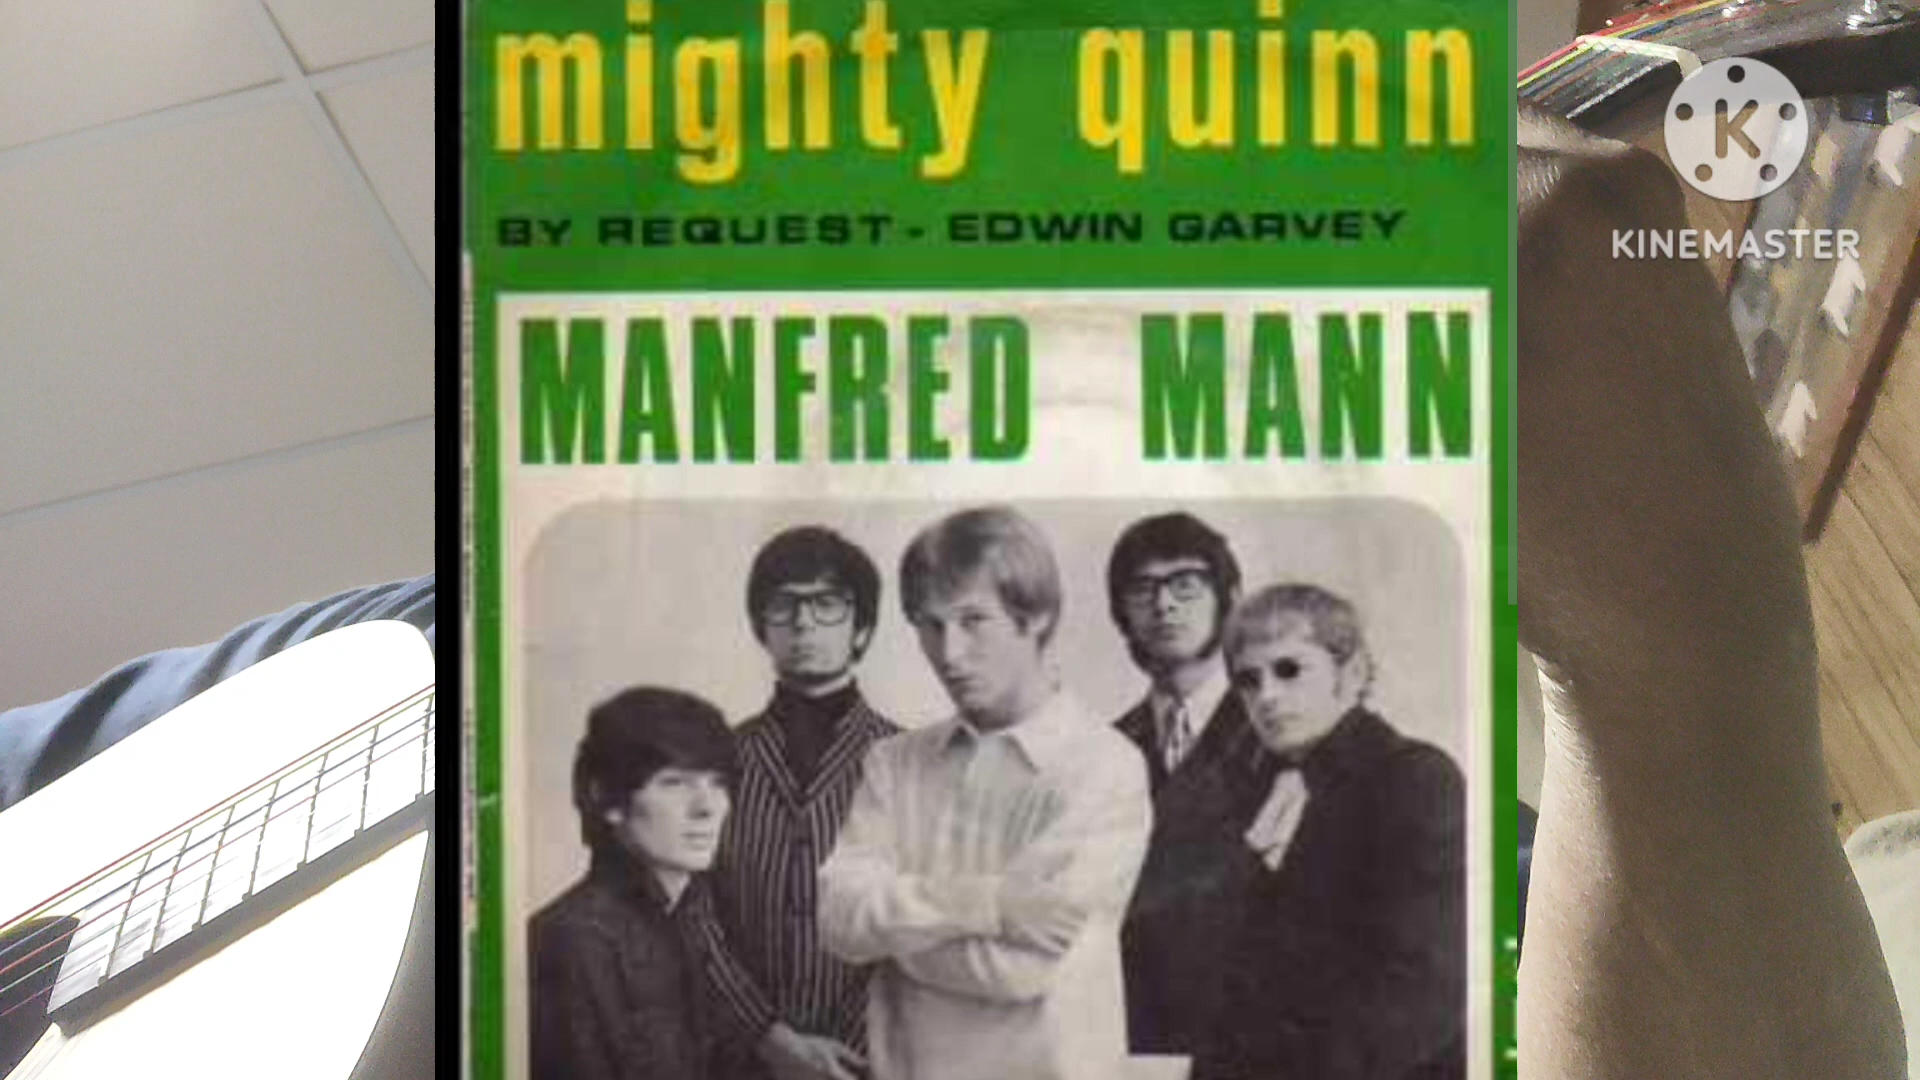 mighty quinn
BY REQUEST - EDWIN GARVEY
MANFRED MANN
K
KINEMASTER